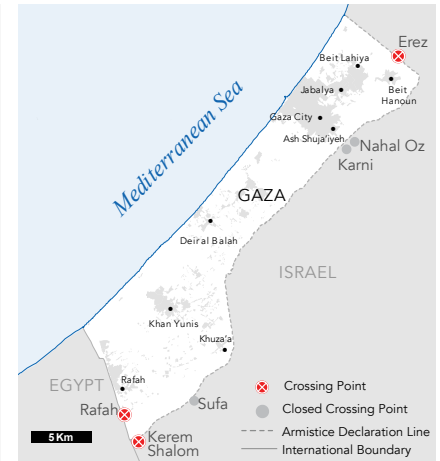 Erez
Beit Lahiya
Jabalya
Beit
Hanoun
Gaza City
Ash Shuja'iyeh
Nahal Oz
Karni
Mediterranean Sea
GAZA
Deir al Balah
ISRAEL
Khan Yunis
Khuza'a
EGYPT
Rafah
Rafah
Sufa
Kerem
Shalom
5 Km
Crossing Point
Closed Crossing Point
Armistice Declaration Line
International Boundary